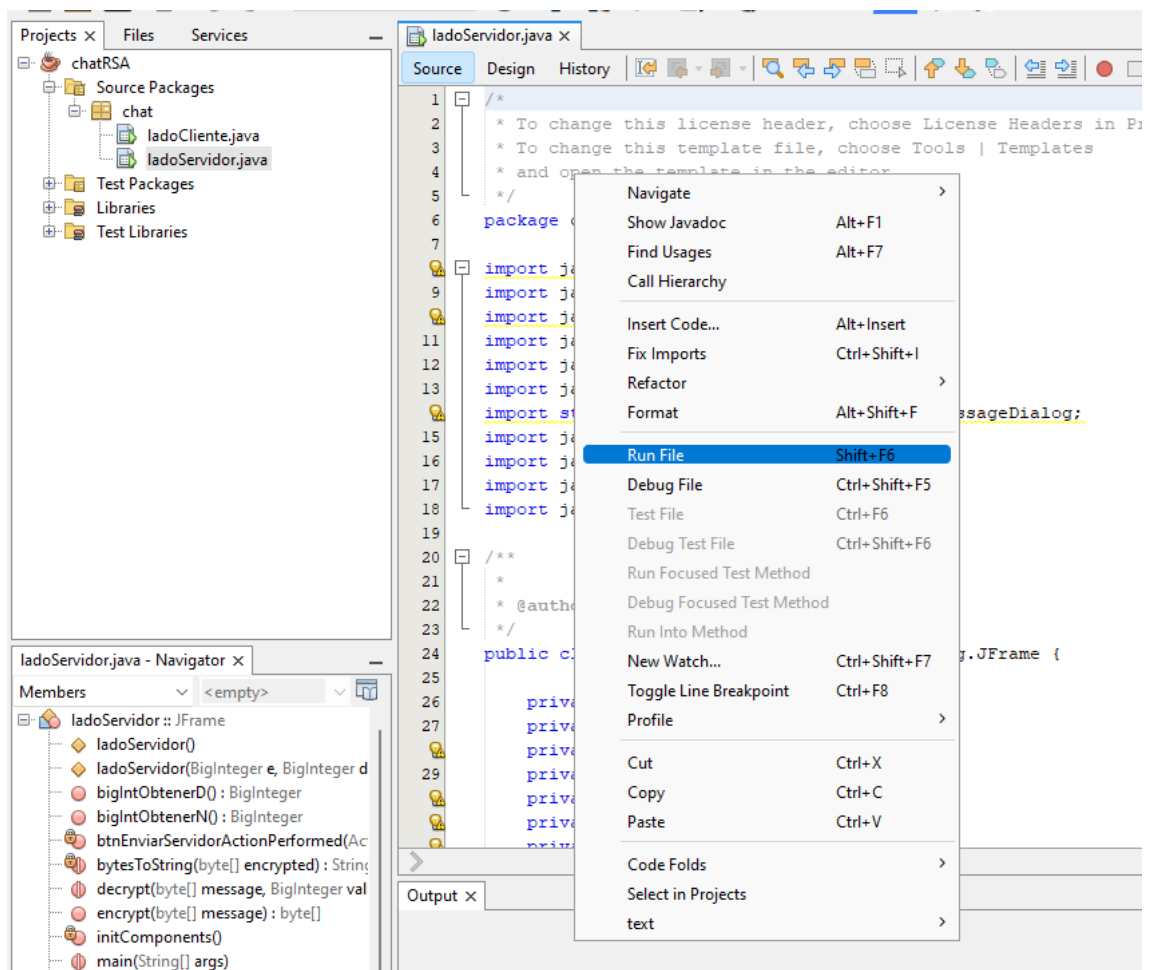 Projects × Files Services
chatRSA
Source Packages
chat
ladoCliente.java
ladoServidor.java
Test Packages
Libraries
Test Libraries
ladoServidor.java - Navigator ×
Members <empty>
ladoServidor :: JFrame
ladoServidor()
ladoServidor(BigInteger e, BigInteger d
bigIntObtenerD() : BigInteger
bigIntObtenerN() : BigInteger
btnEnviarServidorActionPerformed(Ac
bytesToString(byte[] encrypted) : String
decrypt(byte[] message, BigInteger val
encrypt(byte[] message) : byte[]
initComponents()
main(String[] args)
ladoServidor.java ×
Source Design History
1 /*
2 * To change this license header, choose License Headers in Pr
3 * To change this template file, choose Tools | Templates
4 * and open the template in the editor
5 */
6 package
7
import ja
9 import ja
import ja
11 import ja
12 import ja
13 import ja
import st ssageDialog;
15 import ja
16 import ja
17 import ja
18 import ja
19
20 /**
21 *
22 * @autho
23 */
24 public cl g.JFrame {
25
26 priva
27 priva
priva
29 priva
priva
priva
priva
Navigate >
Show Javadoc Alt+F1
Find Usages Alt+F7
Call Hierarchy
Insert Code... Alt+Insert
Fix Imports Ctrl+Shift+I
Refactor >
Format Alt+Shift+F
Run File Shift+F6
Debug File Ctrl+Shift+F5
Test File Ctrl+F6
Debug Test File Ctrl+Shift+F6
Run Focused Test Method
Debug Focused Test Method
Run Into Method
New Watch... Ctrl+Shift+F7
Toggle Line Breakpoint Ctrl+F8
Profile >
Cut Ctrl+X
Copy Ctrl+C
Paste Ctrl+V
Code Folds >
Select in Projects
text >
Output ×